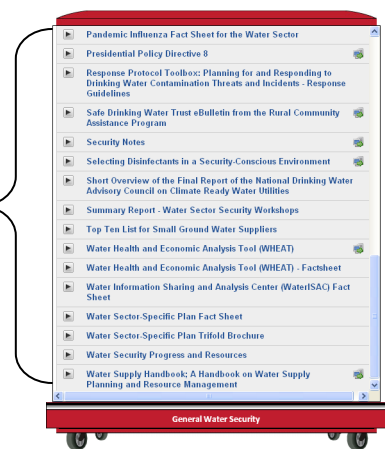 Pandemic Influenza Fact Sheet for the Water Sector
Presidential Policy Directive 8
Response Protocol Toolbox: Planning for and Responding to
Drinking Water Contamination Threats and Incidents - Response
Guidelines
Safe Drinking Water Trust eBulletin from the Rural Community
Assistance Program
Security Notes
Selecting Disinfectants in a Security-Conscious Environment
Short Overview of the Final Report of the National Drinking Water
Advisory Council on Climate Ready Water Utilities
Summary Report - Water Sector Security Workshops
Top Ten List for Small Ground Water Suppliers
Water Health and Economic Analysis Tool (WHEAT)
Water Health and Economic Analysis Tool (WHEAT) - Factsheet
Water Information Sharing and Analysis Center (WaterISAC) Fact
Sheet
Water Sector-Specific Plan Fact Sheet
Water Sector-Specific Plan Trifold Brochure
Water Security Progress and Resources
Water Supply Handbook; A Handbook on Water Supply
Planning and Resource Management
General Water Security